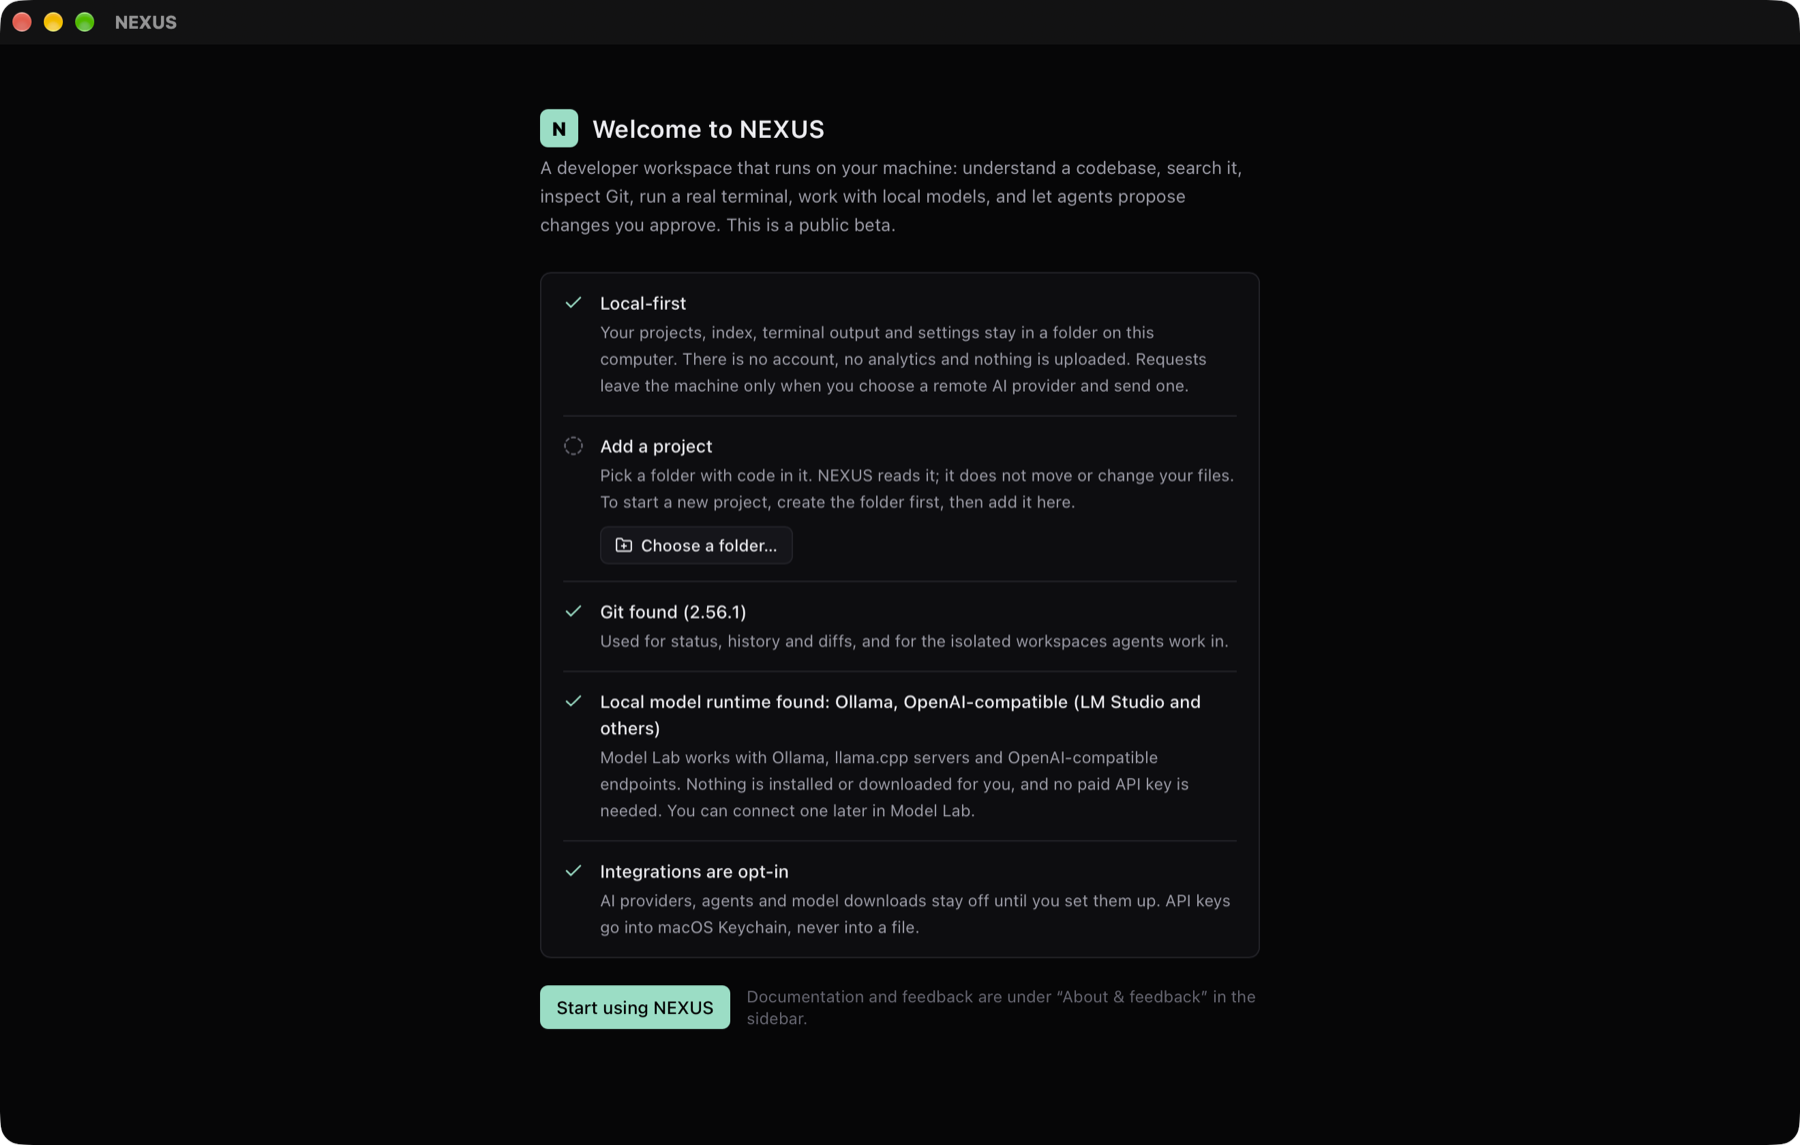 NEXUS
N
Welcome to NEXUS
A developer workspace that runs on your machine: understand a codebase, search it,
inspect Git, run a real terminal, work with local models, and let agents propose
changes you approve. This is a public beta.
Local-first
Your projects, index, terminal output and settings stay in a folder on this
computer. There is no account, no analytics and nothing is uploaded. Requests
leave the machine only when you choose a remote AI provider and send one.
Add a project
Pick a folder with code in it. NEXUS reads it; it does not move or change your files.
To start a new project, create the folder first, then add it here.
Choose a folder...
Git found (2.56.1)
Used for status, history and diffs, and for the isolated workspaces agents work in.
Local model runtime found: Ollama, OpenAI-compatible (LM Studio and
others)
Model Lab works with Ollama, llama.cpp servers and OpenAI-compatible
endpoints. Nothing is installed or downloaded for you, and no paid API key is
needed. You can connect one later in Model Lab.
Integrations are opt-in
AI providers, agents and model downloads stay off until you set them up. API keys
go into macOS Keychain, never into a file.
Start using NEXUS
Documentation and feedback are under “About & feedback” in the
sidebar.